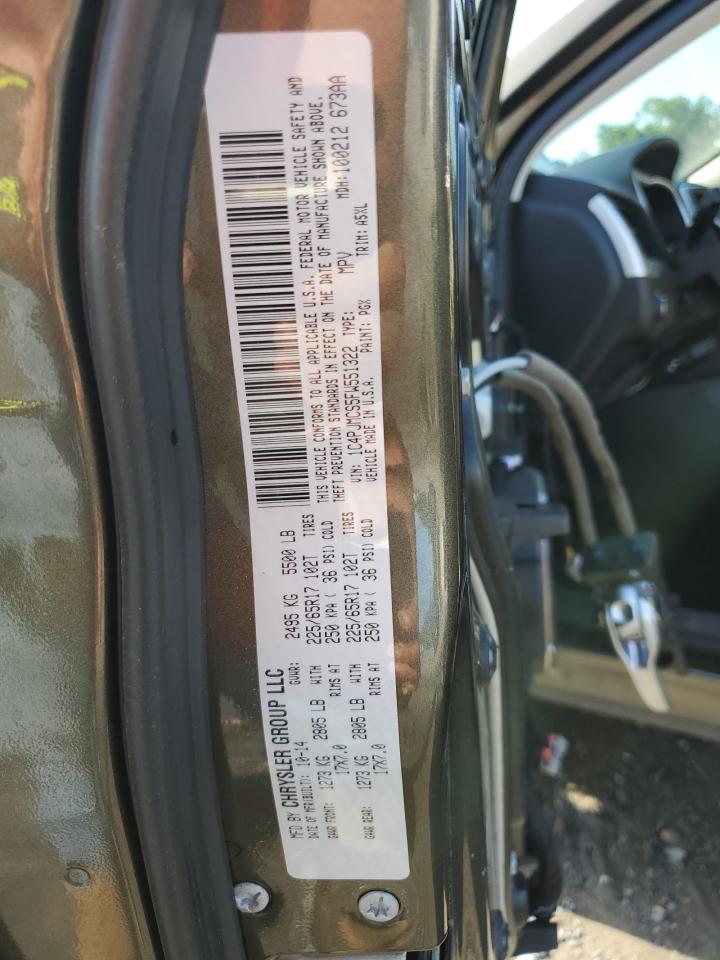 MFD BY CHRYSLER GROUP LLC
DATE OF MFR(BUILT): 10-14 GVWR: 2495 KG 5500 LB
GAWR FRONT: 1273 KG 2805 LB WITH 225/65R17 102T TIRES
17X7.0 RIMS AT 250 KPA ( 36 PSI) COLD
GAWR REAR: 1273 KG 2805 LB WITH 225/65R17 102T TIRES
17X7.0 RIMS AT 250 KPA ( 36 PSI) COLD
THIS VEHICLE CONFORMS TO ALL APPLICABLE U.S.A. FEDERAL MOTOR VEHICLE SAFETY AND
THEFT PREVENTION STANDARDS IN EFFECT ON THE DATE OF MANUFACTURE SHOWN ABOVE.
VIN: 1C4PJMCS5FW551322 TYPE: MPV MDH:100212 673AA
VEHICLE MADE IN U.S.A. PAINT: PGX TRIM: A5XL